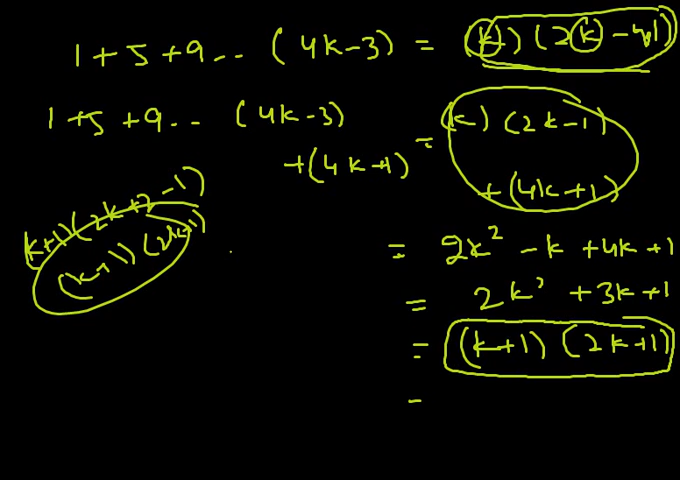 1+5+9.. (4k-3) = (k) (2k-1)
1+5+9.. (4k-3)
+(4k+1) = (k) (2k-1)
+(4k+1)
k+1(2k+2-1)
(k+1) (2k+1)
= 2k² -k +4k+1
= 2k² +3k+1
= (k+1) (2k+1)
=